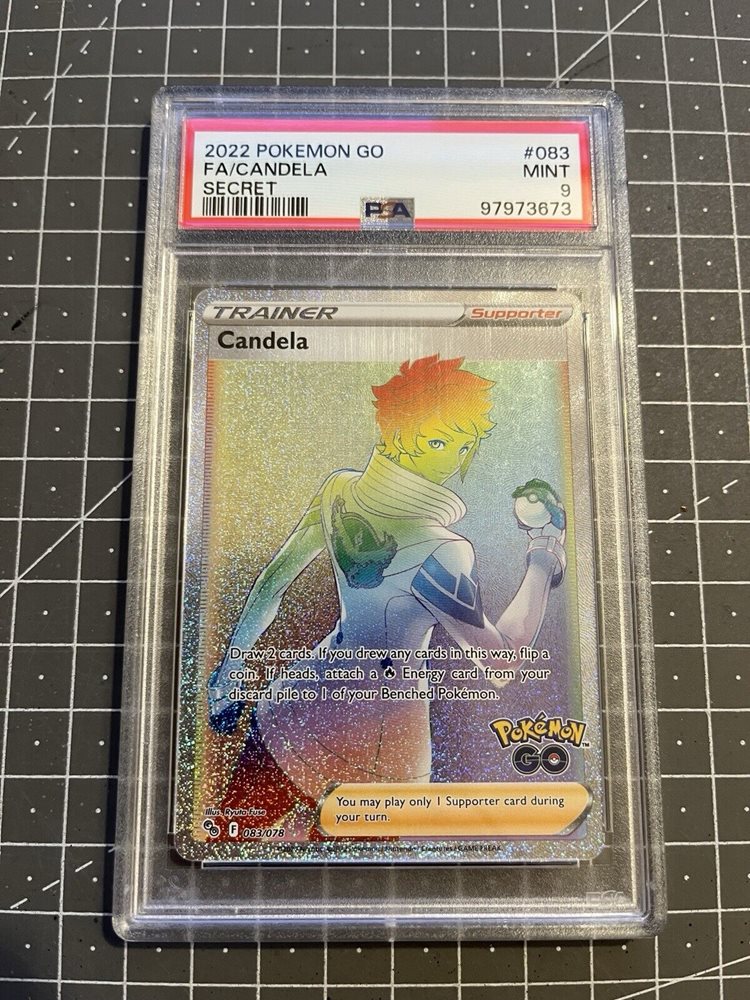 2022 POKEMON GO #083
FA/CANDELA MINT
SECRET 9
PSA 97973673
TRAINER Supporter
Candela
Draw 2 cards. If you drew any cards in this way, flip a
coin. If heads, attach a Energy card from your
discard pile to 1 of your Benched Pokémon.
POKéMON™
GO
You may play only 1 Supporter card during
your turn.
Illus. Ryuta Fuse
F 083/078